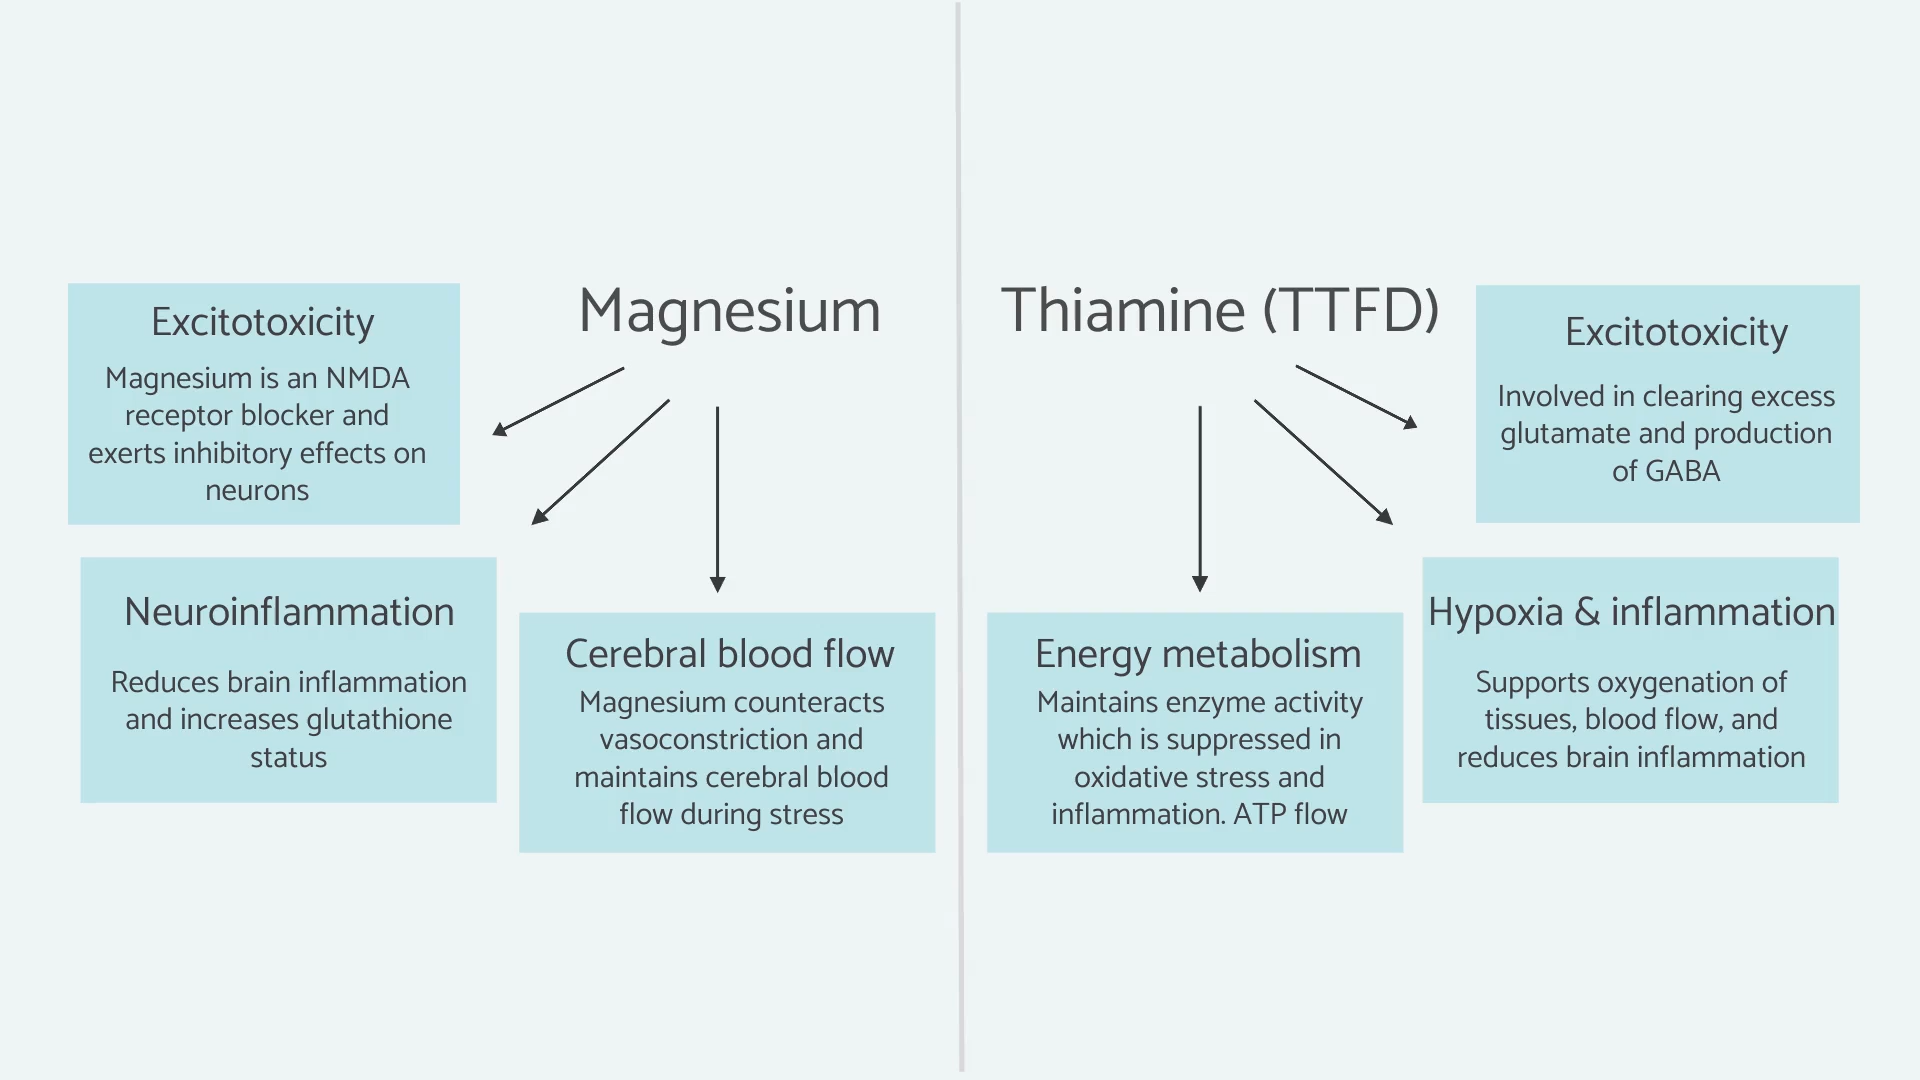 Magnesium
Excitotoxicity
Magnesium is an NMDA
receptor blocker and
exerts inhibitory effects on
neurons
Neuroinflammation
Reduces brain inflammation
and increases glutathione
status
Cerebral blood flow
Magnesium counteracts
vasoconstriction and
maintains cerebral blood
flow during stress
Thiamine (TTFD)
Excitotoxicity
Involved in clearing excess
glutamate and production
of GABA
Energy metabolism
Maintains enzyme activity
which is suppressed in
oxidative stress and
inflammation. ATP flow
Hypoxia & inflammation
Supports oxygenation of
tissues, blood flow, and
reduces brain inflammation